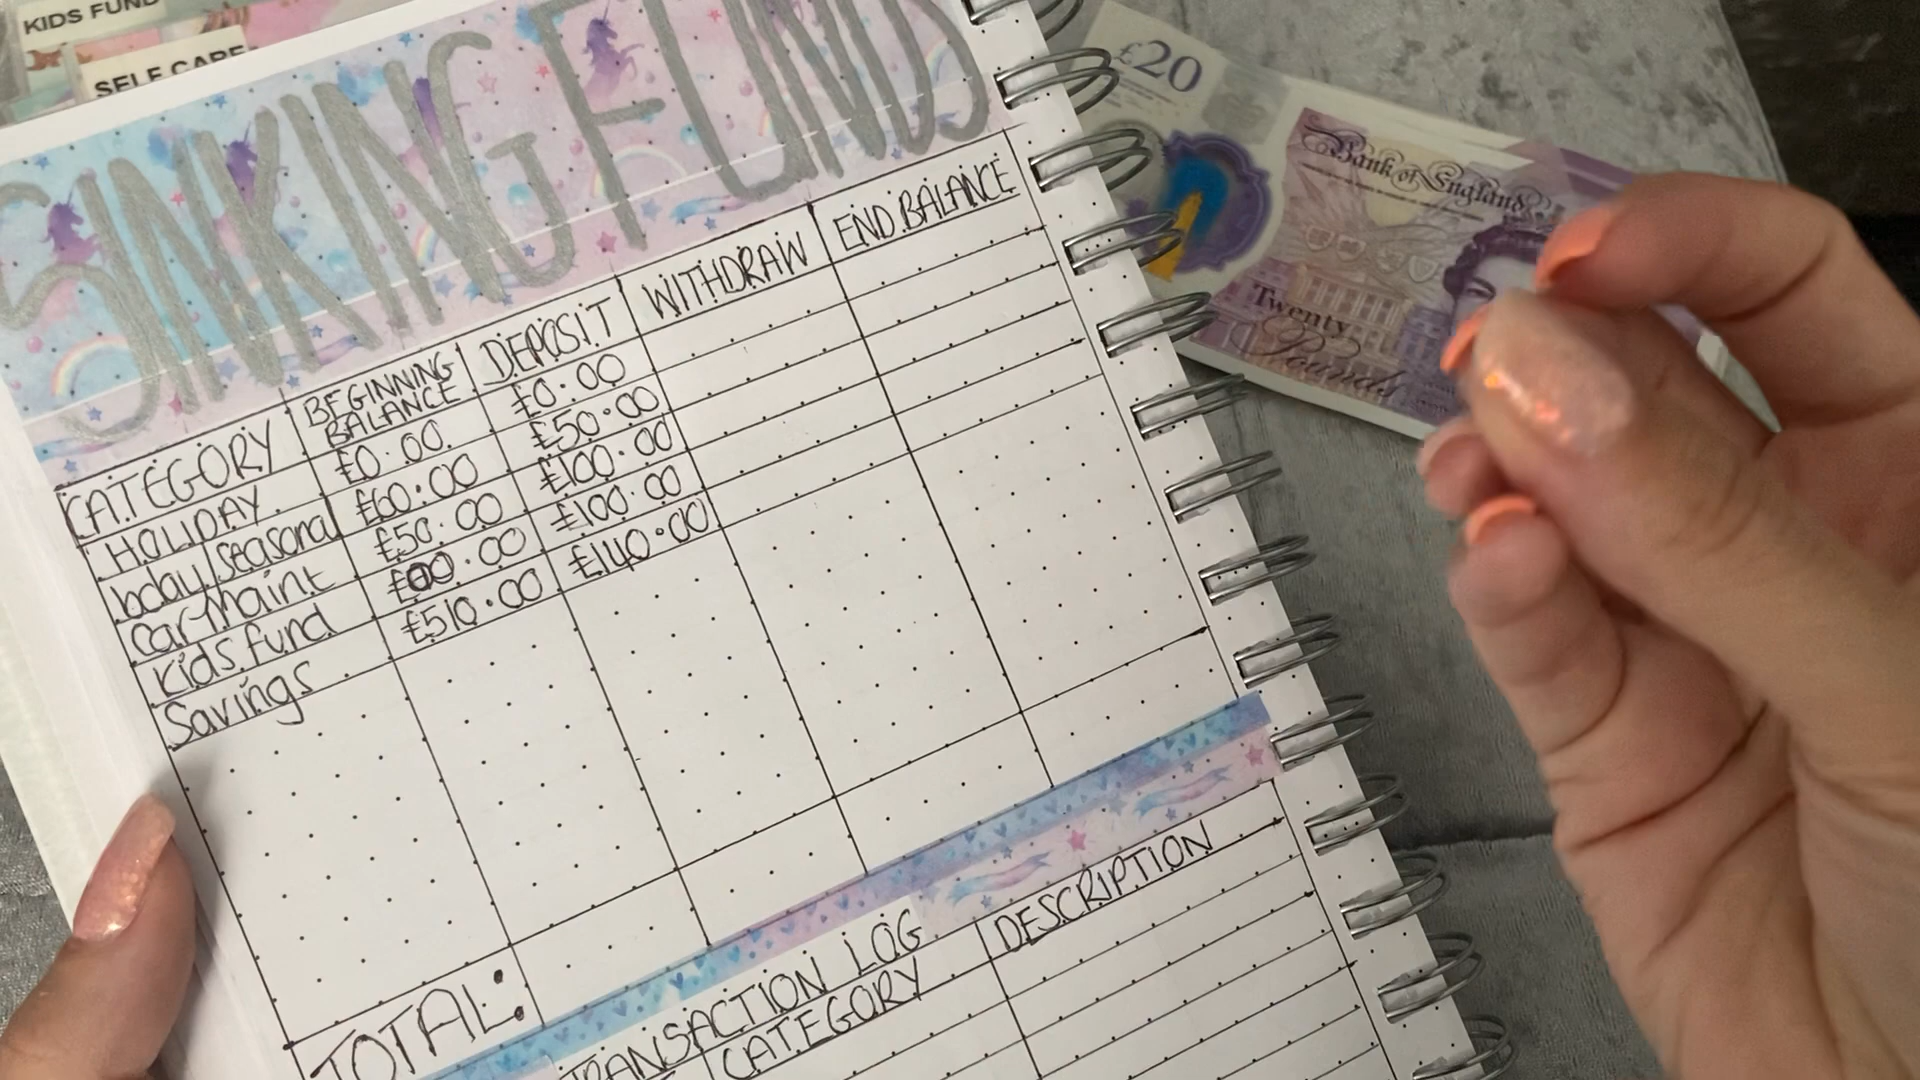 KIDS FUND
SELF CARE
SINKING FUNDS
CATEGORY BEGINNING BALANCE DEPOSIT WITHDRAW END BALANCE
HOLIDAY £0.00 £0.00
bday/seasonal £60.00 £50.00
car maint £50.00 £100.00
kids fund £100.00
Savings £510.00 £140.00
TOTAL:
TRANSACTION LOG
CATEGORY DESCRIPTION
£20
Bank of England
Twenty
Pounds